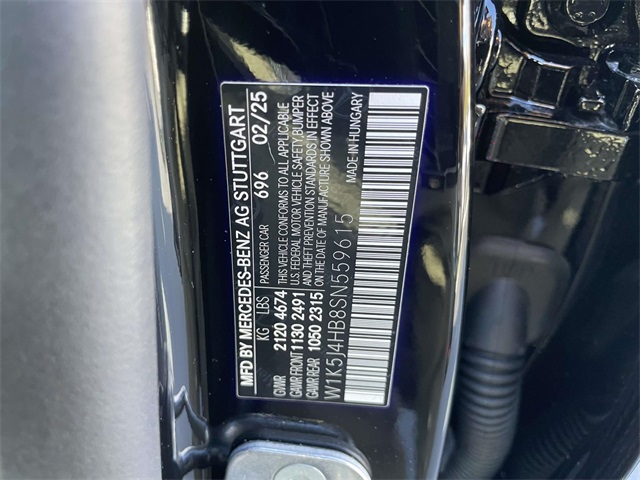 MFD BY MERCEDES-BENZ AG STUTTGART
KG LBS PASSENGER CAR 696 02/25
GVWR 2120 4674 THIS VEHICLE CONFORMS TO ALL APPLICABLE
GAWR FRONT 1130 2491 U.S. FEDERAL MOTOR VEHICLE SAFETY, BUMPER
GAWR REAR 1050 2315 AND THEFT PREVENTION STANDARDS IN EFFECT
ON THE DATE OF MANUFACTURE SHOWN ABOVE
W1K5J4HB8SN559615 MADE IN HUNGARY